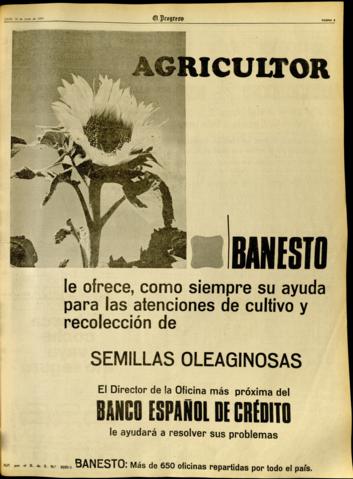 El Progreso
AGRICULTOR
BANESTO
le ofrece, como siempre su ayuda
para las atenciones de cultivo y
recolección de
SEMILLAS OLEAGINOSAS
El Director de la Oficina más próxima del
BANCO ESPAÑOL DE CRÉDITO
le ayudará a resolver sus problemas
BANESTO: Más de 650 oficinas repartidas por todo el país.